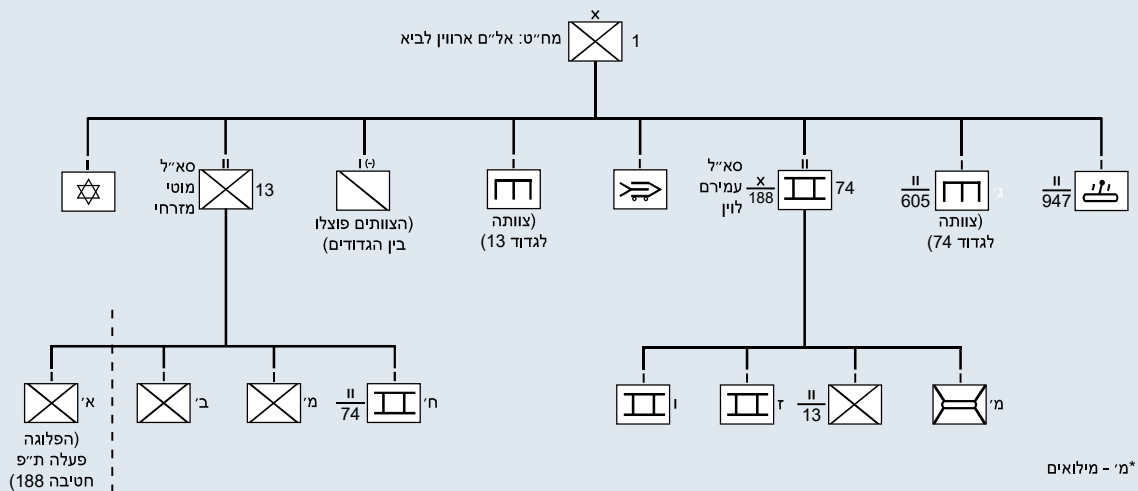 x
מח״ט: אל״ם ארווין לביא
1
II
סא״ל
מוטי
מזרחי
13
I (-)
(הצוותים פוצלו
בין הגדודים)
I
(צוותה
לגדוד 13)
I
II
סא״ל
עמירם
לוין
x
188
74
I
II
605
ג׳
(צוותה
לגדוד 74)
I
II
947
I
א׳
(הפלוגה
פעלה ת״פ
חטיבה 188)
I
ב׳
I
מ׳
I
II
74
ח׳
I
ו
I
ז
I
II
13
I
מ׳
*מ׳ - מילואים